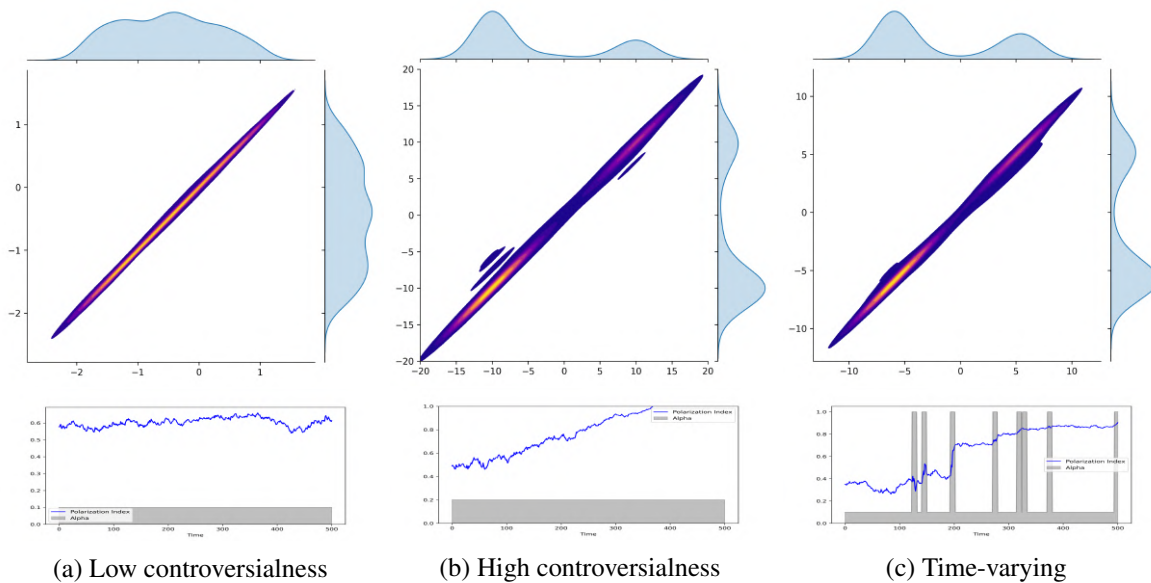 20
15
10
5
0
−5
−10
−15
−20
1
0
−1
−2
10
5
0
−5
−10
−2 −1 0 1
−20 −15 −10 −5 0 5 10 15 20
−10 −5 0 5 10
0.6
0.5
0.4
0.3
0.2
0.1
0.0
Polarization Index
Alpha
0 100 200 300 400 500
Time
1.0
0.8
0.6
0.4
0.2
0.0
Polarization Index
Alpha
0 100 200 300 400 500
Time
1.0
0.8
0.6
0.4
0.2
0.0
Polarization Index
Alpha
0 100 200 300 400 500
Time
(a) Low controversialness
(b) High controversialness
(c) Time-varying